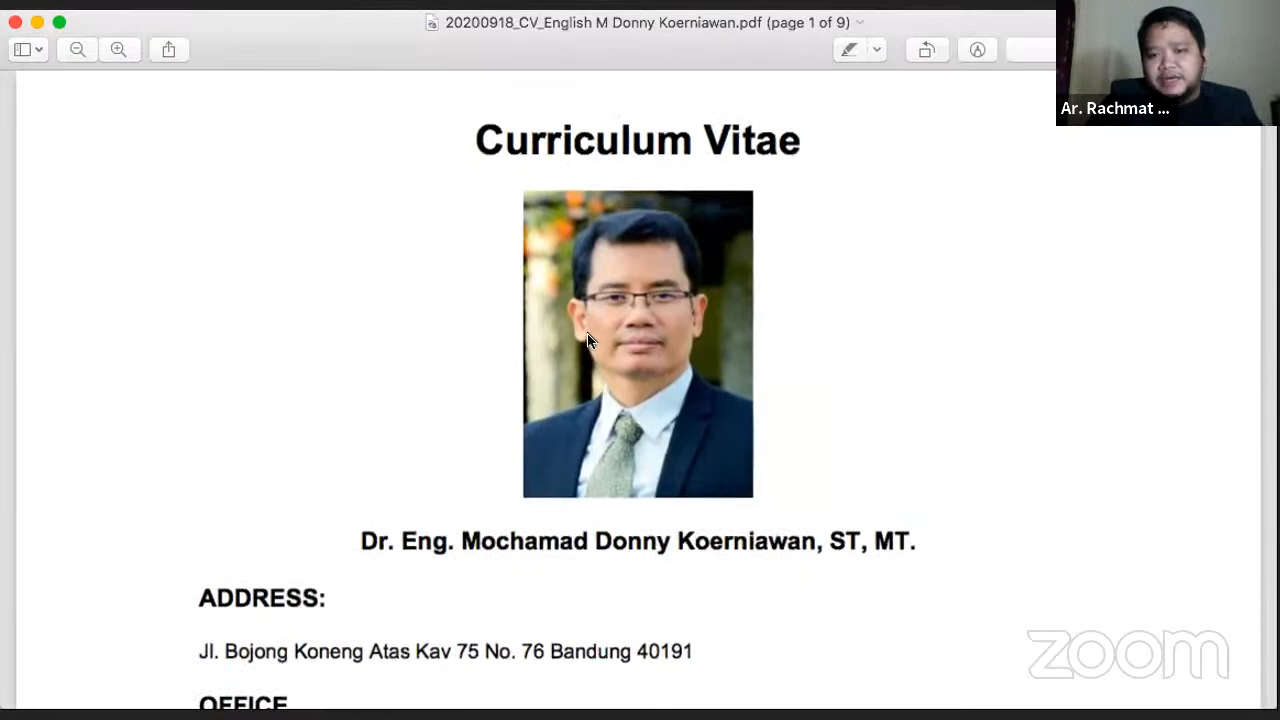 20200918_CV_English M Donny Koerniawan.pdf (page 1 of 9)
Ar. Rachmat ...
Curriculum Vitae
Dr. Eng. Mochamad Donny Koerniawan, ST, MT.
ADDRESS:
Jl. Bojong Koneng Atas Kav 75 No. 76 Bandung 40191
OFFICE
zoom